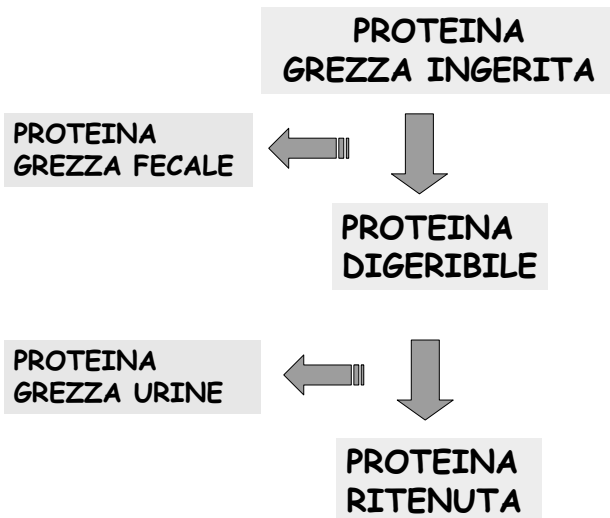 PROTEINA
GREZZA INGERITA
PROTEINA
GREZZA FECALE
PROTEINA
DIGERIBILE
PROTEINA
GREZZA URINE
PROTEINA
RITENUTA